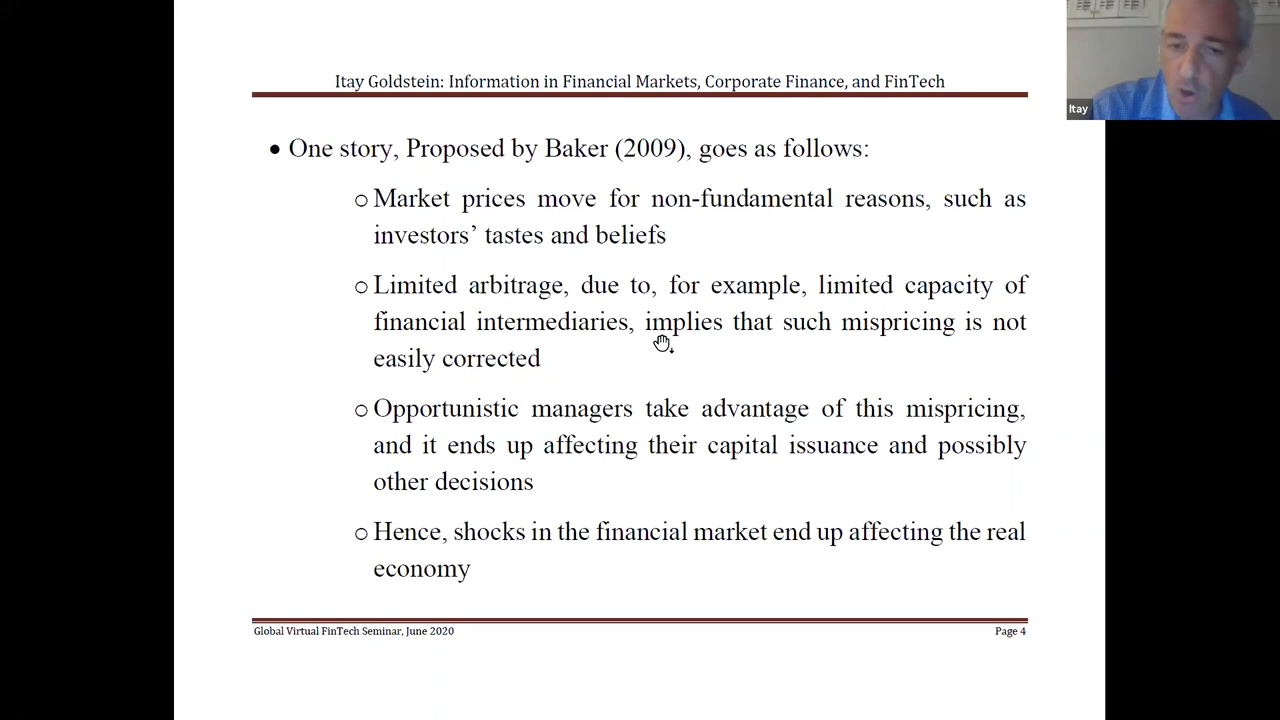 Itay Goldstein: Information in Financial Markets, Corporate Finance, and FinTech
Itay
• One story, Proposed by Baker (2009), goes as follows:
o Market prices move for non-fundamental reasons, such as
investors’ tastes and beliefs
o Limited arbitrage, due to, for example, limited capacity of
financial intermediaries, implies that such mispricing is not
easily corrected
o Opportunistic managers take advantage of this mispricing,
and it ends up affecting their capital issuance and possibly
other decisions
o Hence, shocks in the financial market end up affecting the real
economy
Global Virtual FinTech Seminar, June 2020
Page 4